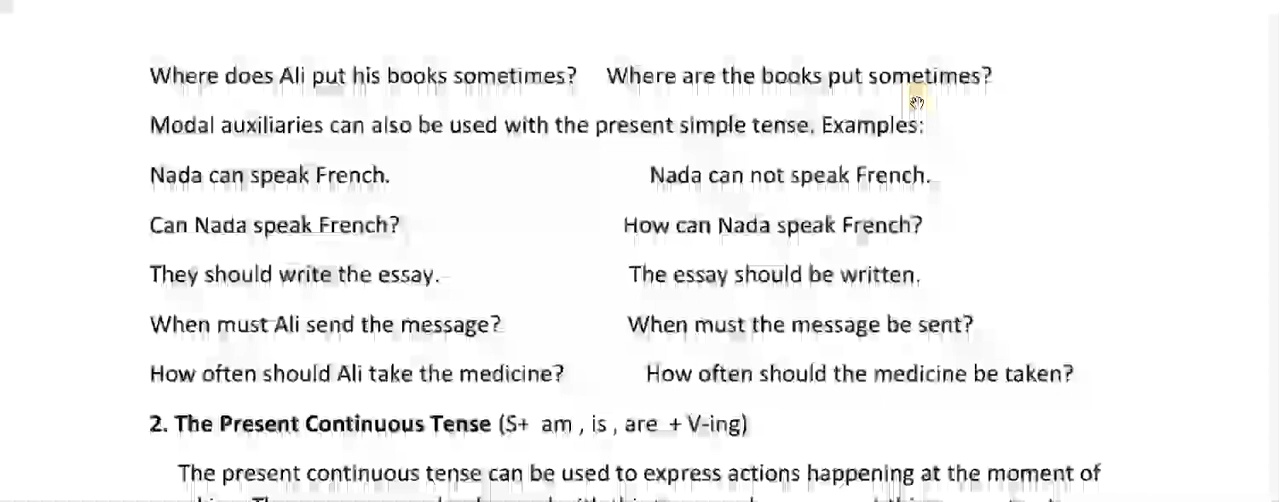 Where does Ali put his books sometimes? Where are the books put sometimes?
Modal auxiliaries can also be used with the present simple tense. Examples:
Nada can speak French. Nada can not speak French.
Can Nada speak French? How can Nada speak French?
They should write the essay. The essay should be written.
When must Ali send the message? When must the message be sent?
How often should Ali take the medicine? How often should the medicine be taken?
2. The Present Continuous Tense (S+ am , is , are + V-ing)
The present continuous tense can be used to express actions happening at the moment of